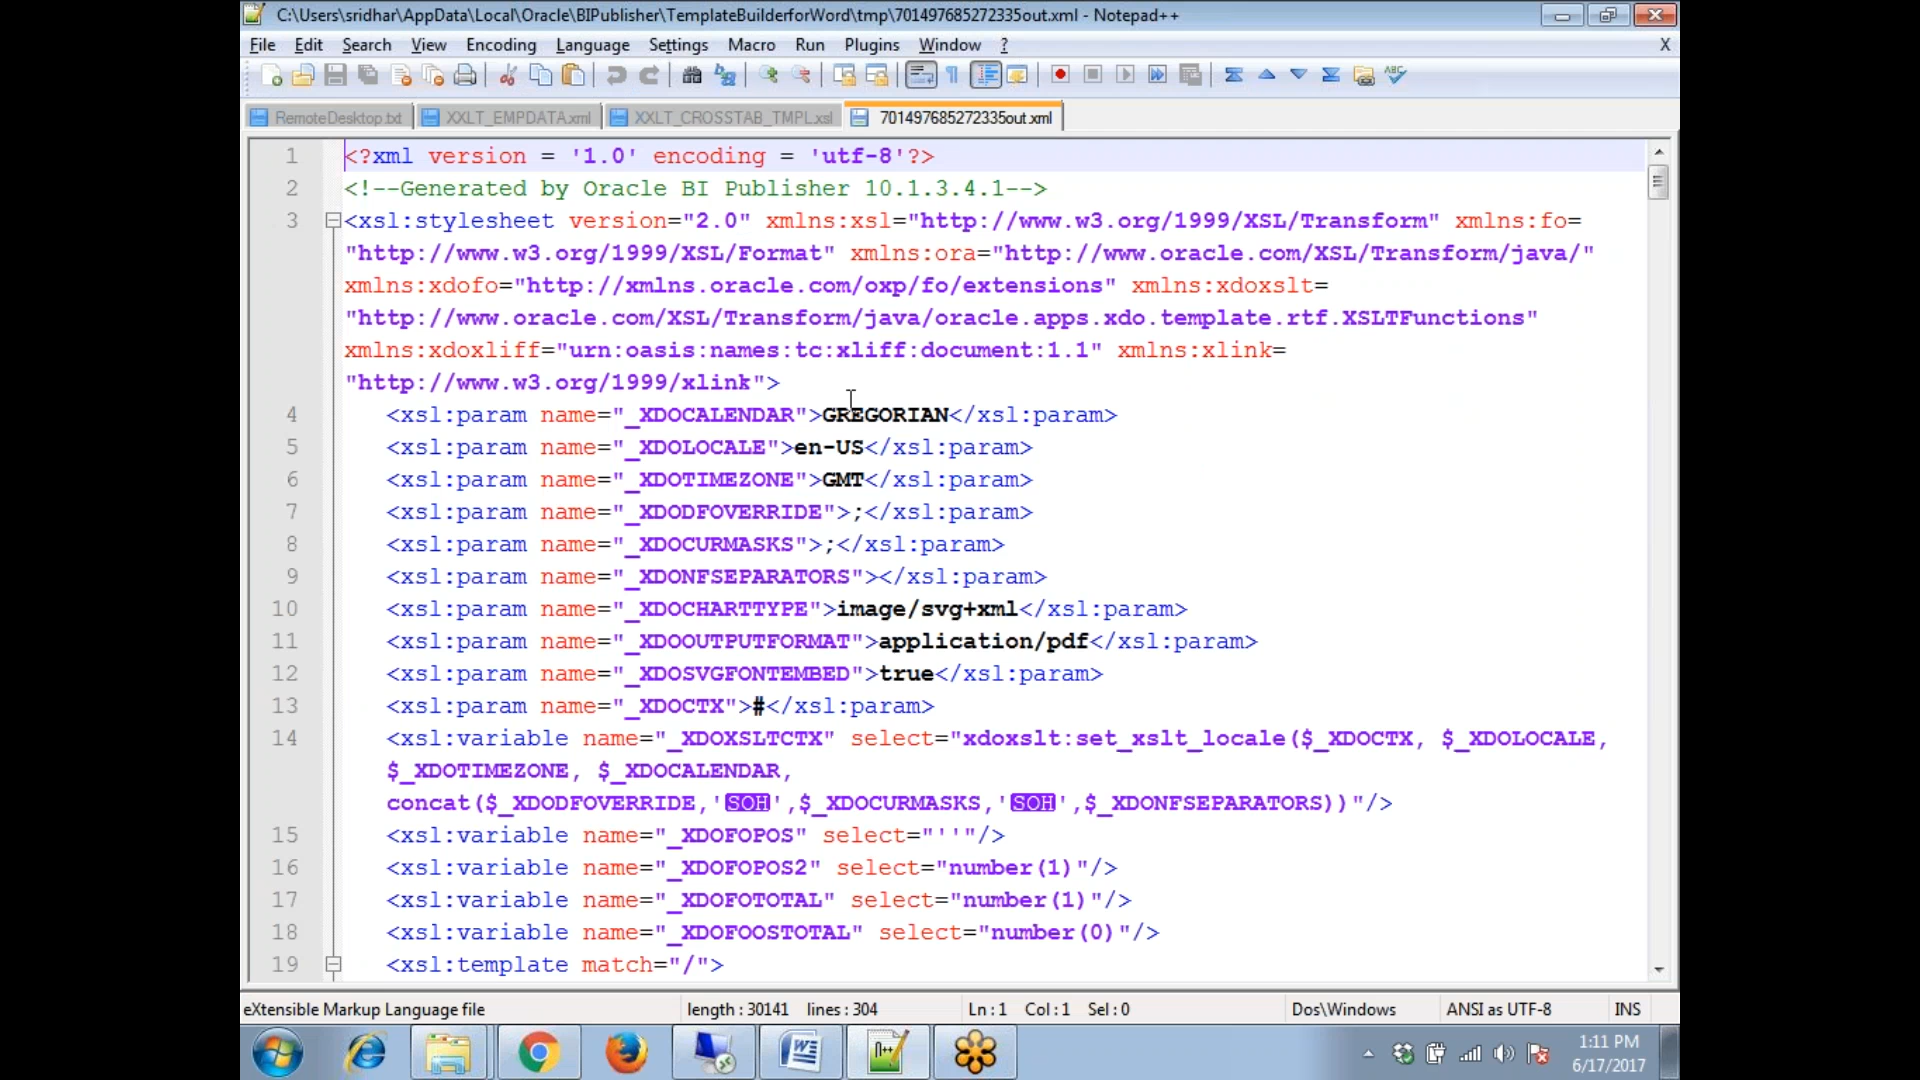 C:\Users\sridhar\AppData\Local\Oracle\BIPublisher\TemplateBuilderforWord\tmp\701497685272335out.xml - Notepad++
File Edit Search View Encoding Language Settings Macro Run Plugins Window ? X
RemoteDesktop.txt XXLT_EMPDATA.xml XXLT_CROSSTAB_TMPL.xsl 701497685272335out.xml
1 <?xml version = '1.0' encoding = 'utf-8'?>
2 <!--Generated by Oracle BI Publisher 10.1.3.4.1-->
3 <xsl:stylesheet version="2.0" xmlns:xsl="http://www.w3.org/1999/XSL/Transform" xmlns:fo=
"http://www.w3.org/1999/XSL/Format" xmlns:ora="http://www.oracle.com/XSL/Transform/java/"
xmlns:xdofo="http://xmlns.oracle.com/oxp/fo/extensions" xmlns:xdoxslt=
"http://www.oracle.com/XSL/Transform/java/oracle.apps.xdo.template.rtf.XSLTFunctions"
xmlns:xdoxliff="urn:oasis:names:tc:xliff:document:1.1" xmlns:xlink=
"http://www.w3.org/1999/xlink">
4 <xsl:param name="_XDOCALENDAR">GREGORIAN</xsl:param>
5 <xsl:param name="_XDOLOCALE">en-US</xsl:param>
6 <xsl:param name="_XDOTIMEZONE">GMT</xsl:param>
7 <xsl:param name="_XDODFOVERRIDE">;</xsl:param>
8 <xsl:param name="_XDOCURMASKS">;</xsl:param>
9 <xsl:param name="_XDONFSEPARATORS"></xsl:param>
10 <xsl:param name="_XDOCHARTTYPE">image/svg+xml</xsl:param>
11 <xsl:param name="_XDOOUTPUTFORMAT">application/pdf</xsl:param>
12 <xsl:param name="_XDOSVGFONTEMBED">true</xsl:param>
13 <xsl:param name="_XDOCTX">#</xsl:param>
14 <xsl:variable name="_XDOXSLTCTX" select="xdoxslt:set_xslt_locale($_XDOCTX, $_XDOLOCALE,
$_XDOTIMEZONE, $_XDOCALENDAR,
concat($_XDODFOVERRIDE,'SOH',$_XDOCURMASKS,'SOH',$_XDONFSEPARATORS))"/>
15 <xsl:variable name="_XDOFOPOS" select="''"/>
16 <xsl:variable name="_XDOFOPOS2" select="number(1)"/>
17 <xsl:variable name="_XDOFOTOTAL" select="number(1)"/>
18 <xsl:variable name="_XDOFOOSTOTAL" select="number(0)"/>
19 <xsl:template match="/">
eXtensible Markup Language file length : 30141 lines : 304 Ln : 1 Col : 1 Sel : 0 Dos\Windows ANSI as UTF-8 INS
1:11 PM
6/17/2017